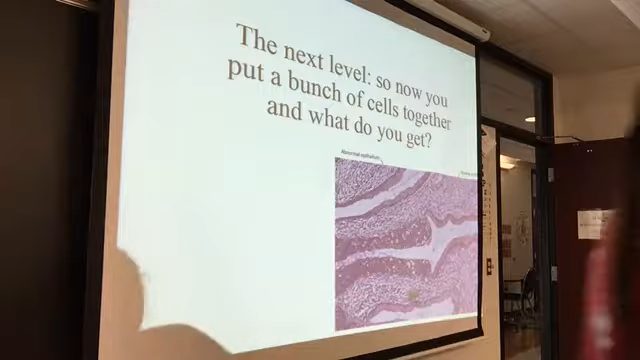 The next level: so now you
put a bunch of cells together
and what do you get?
Abnormal epithelium